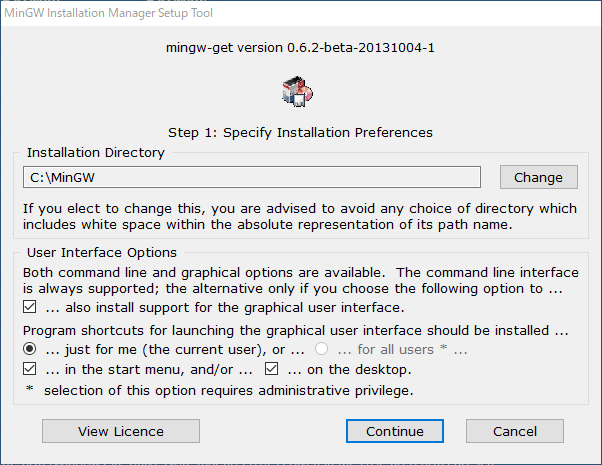 MinGW Installation Manager Setup Tool
mingw-get version 0.6.2-beta-20131004-1
Step 1: Specify Installation Preferences
Installation Directory
C:\MinGW
Change
If you elect to change this, you are advised to avoid any choice of directory which
includes white space within the absolute representation of its path name.
User Interface Options
Both command line and graphical options are available. The command line interface
is always supported; the alternative only if you choose the following option to ...
... also install support for the graphical user interface.
Program shortcuts for launching the graphical user interface should be installed ...
... just for me (the current user), or ... ... for all users * ...
... in the start menu, and/or ... ... on the desktop.
* selection of this option requires administrative privilege.
View Licence
Continue
Cancel